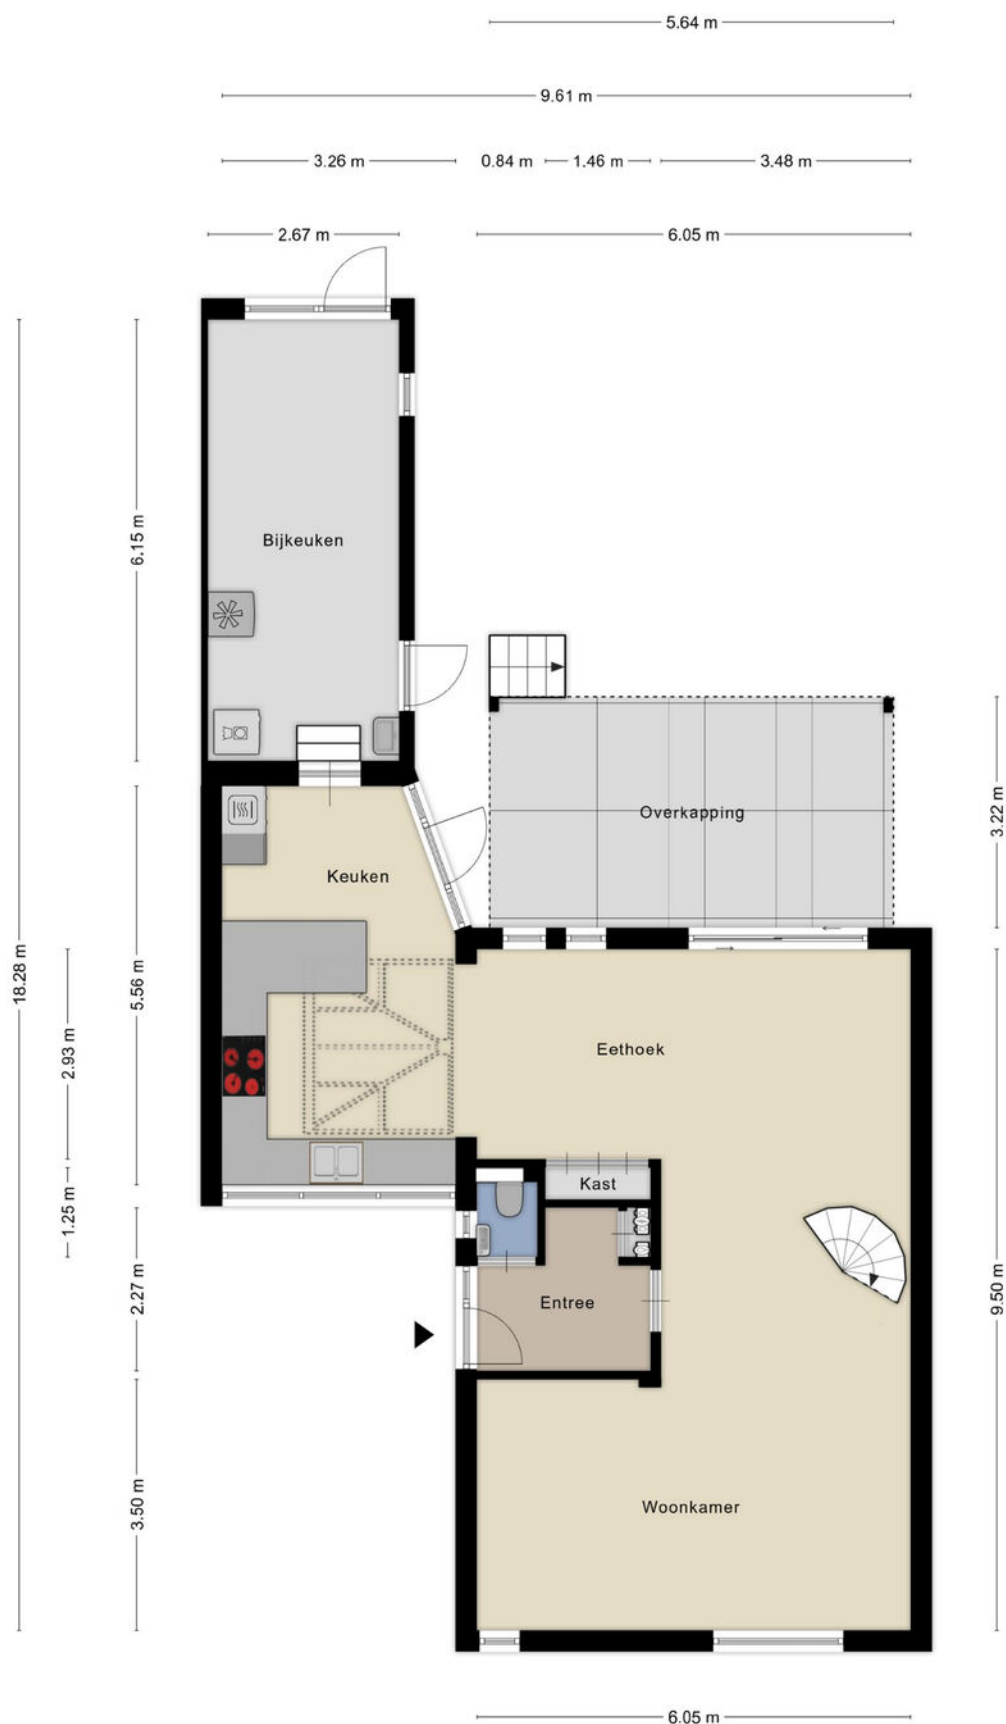 5.64 m
9.61 m
3.26 m 0.84 m 1.46 m 3.48 m
2.67 m 6.05 m
Bijkeuken
6.15 m
Overkapping
3.22 m
Keuken
18.28 m
5.56 m
2.93 m
Eethoek
Kast
1.25 m
2.27 m
Entree
9.50 m
3.50 m
Woonkamer
6.05 m